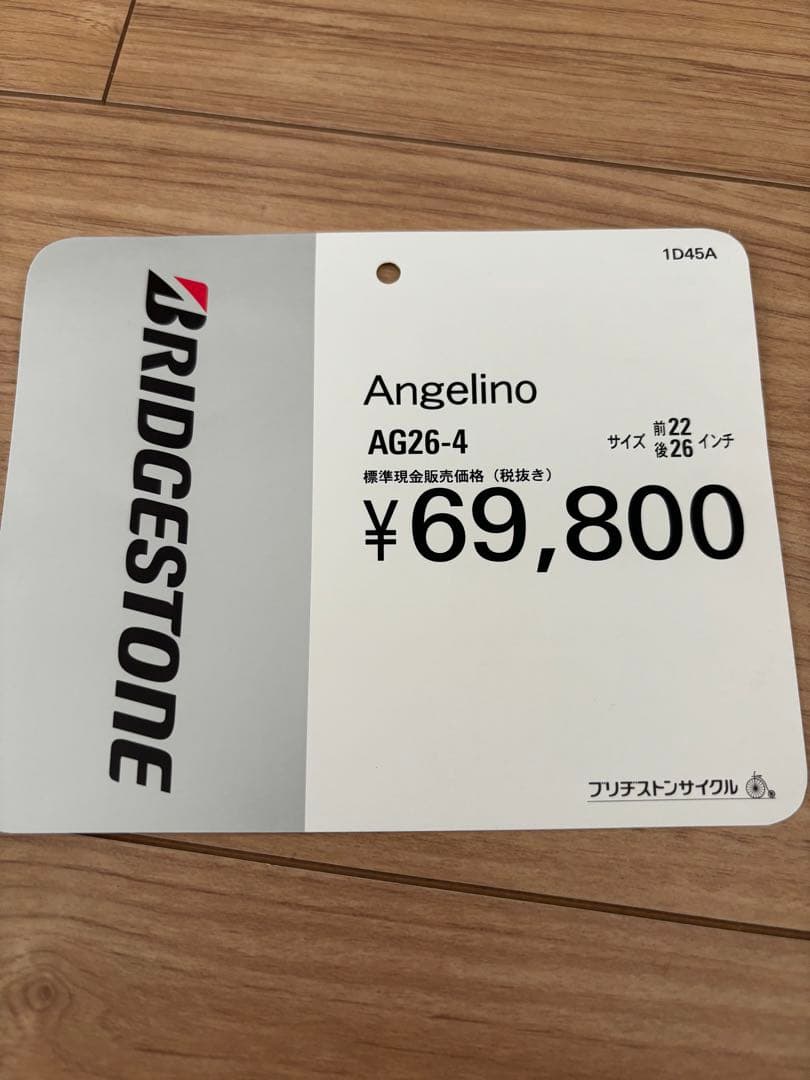 BRIDGESTONE
1D45A
Angelino
AG26-4
サイズ 前22 後26 インチ
標準現金販売価格（税抜き）
¥69,800
ブリヂストンサイクル